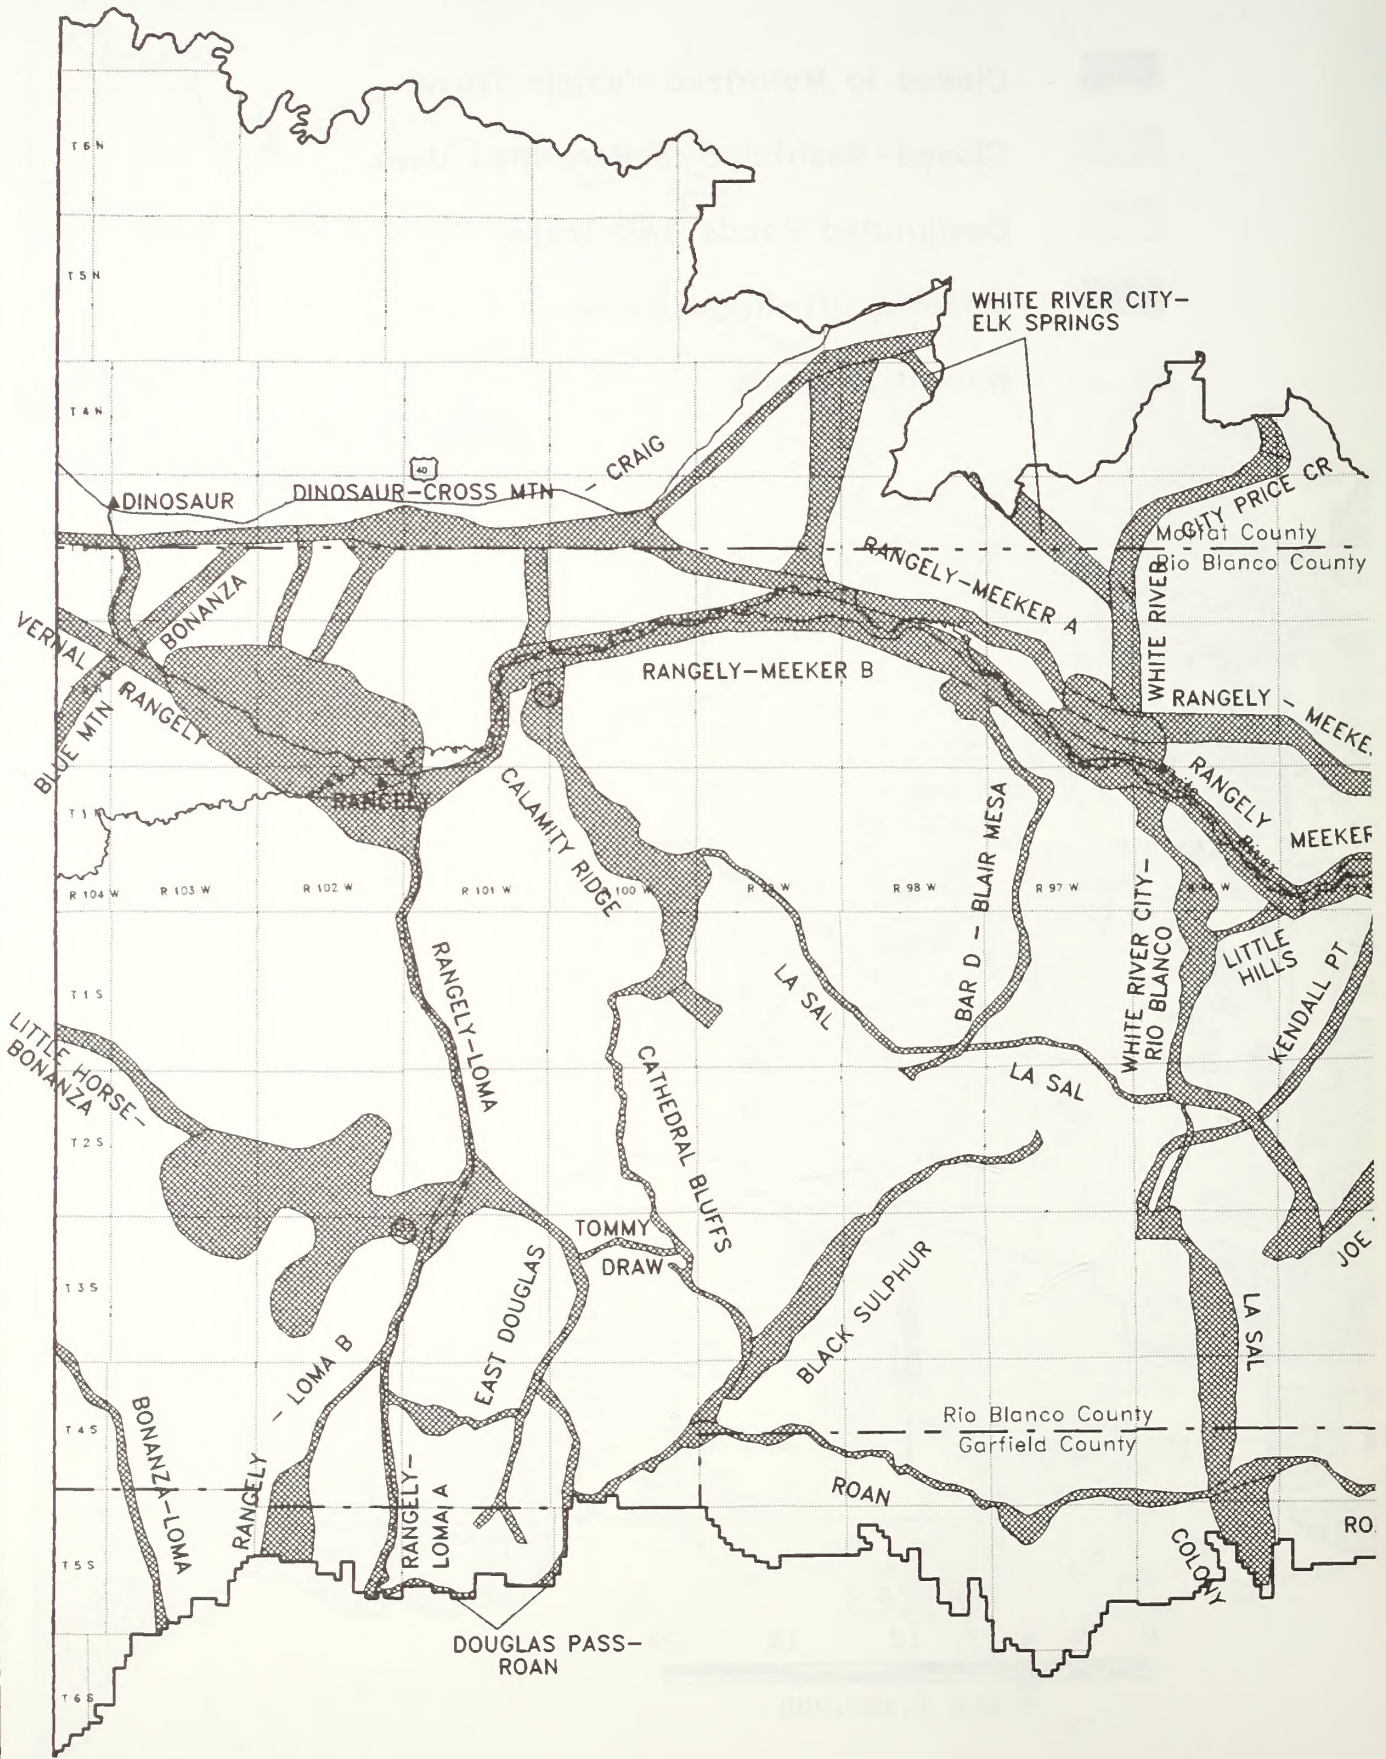 T 6 N
T 5 N
WHITE RIVER CITY-
ELK SPRINGS
T 4 N
40
CRAIG
DINOSAUR
DINOSAUR-CROSS MTN -
CITY PRICE CR
Moffat County
Rio Blanco County
RANGELY-MEEKER A
WHITE RIVER
BONANZA
VERNAL
RANGELY
BLUE MTN
RANGELY-MEEKER B
RANGELY - MEEKE
RANGELY
CALAMITY RIDGE
RANGELY
MEEKER
River
T 1 N
BAR D - BLAIR MESA
R 104 W
R 103 W
R 102 W
R 101 W
R 100 W
R 99 W
R 98 W
R 97 W
WHITE RIVER CITY-
RIO BLANCO
RANGELY-LOMA
LITTLE
HILLS
KENDALL PT
LA SAL
T 1 S
LITTLE HORSE-
BONANZA
CATHEDRAL BLUFFS
LA SAL
T 2 S
TOMMY
DRAW
JOE
T 3 S
EAST DOUGLAS
BLACK SULPHUR
LA SAL
- LOMA B
BONANZA-LOMA
T 4 S
Rio Blanco County
Garfield County
RANGELY
RANGELY-
LOMA A
ROAN
RO
COLONY
T 5 S
DOUGLAS PASS-
ROAN
T 6 S